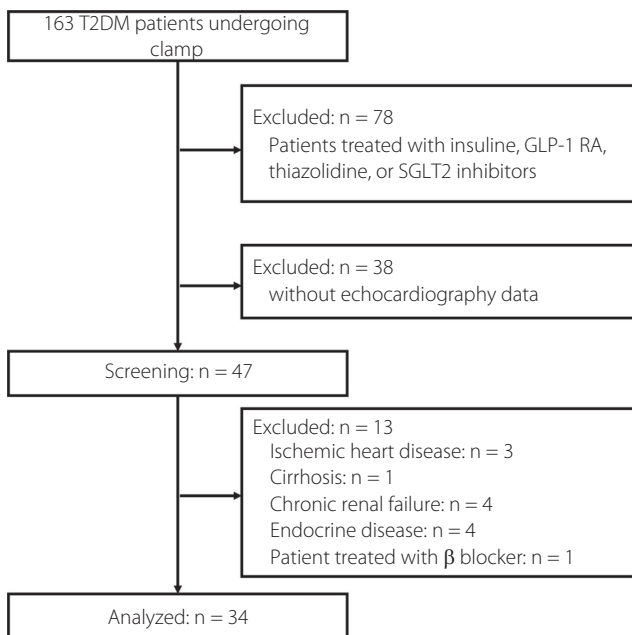 163 T2DM patients undergoing
clamp
Excluded: n = 78
Patients treated with insuline, GLP-1 RA,
thiazolidine, or SGLT2 inhibitors
Excluded: n = 38
without echocardiography data
Screening: n = 47
Excluded: n = 13
Ischemic heart disease: n = 3
Cirrhosis: n = 1
Chronic renal failure: n = 4
Endocrine disease: n = 4
Patient treated with β blocker: n = 1
Analyzed: n = 34